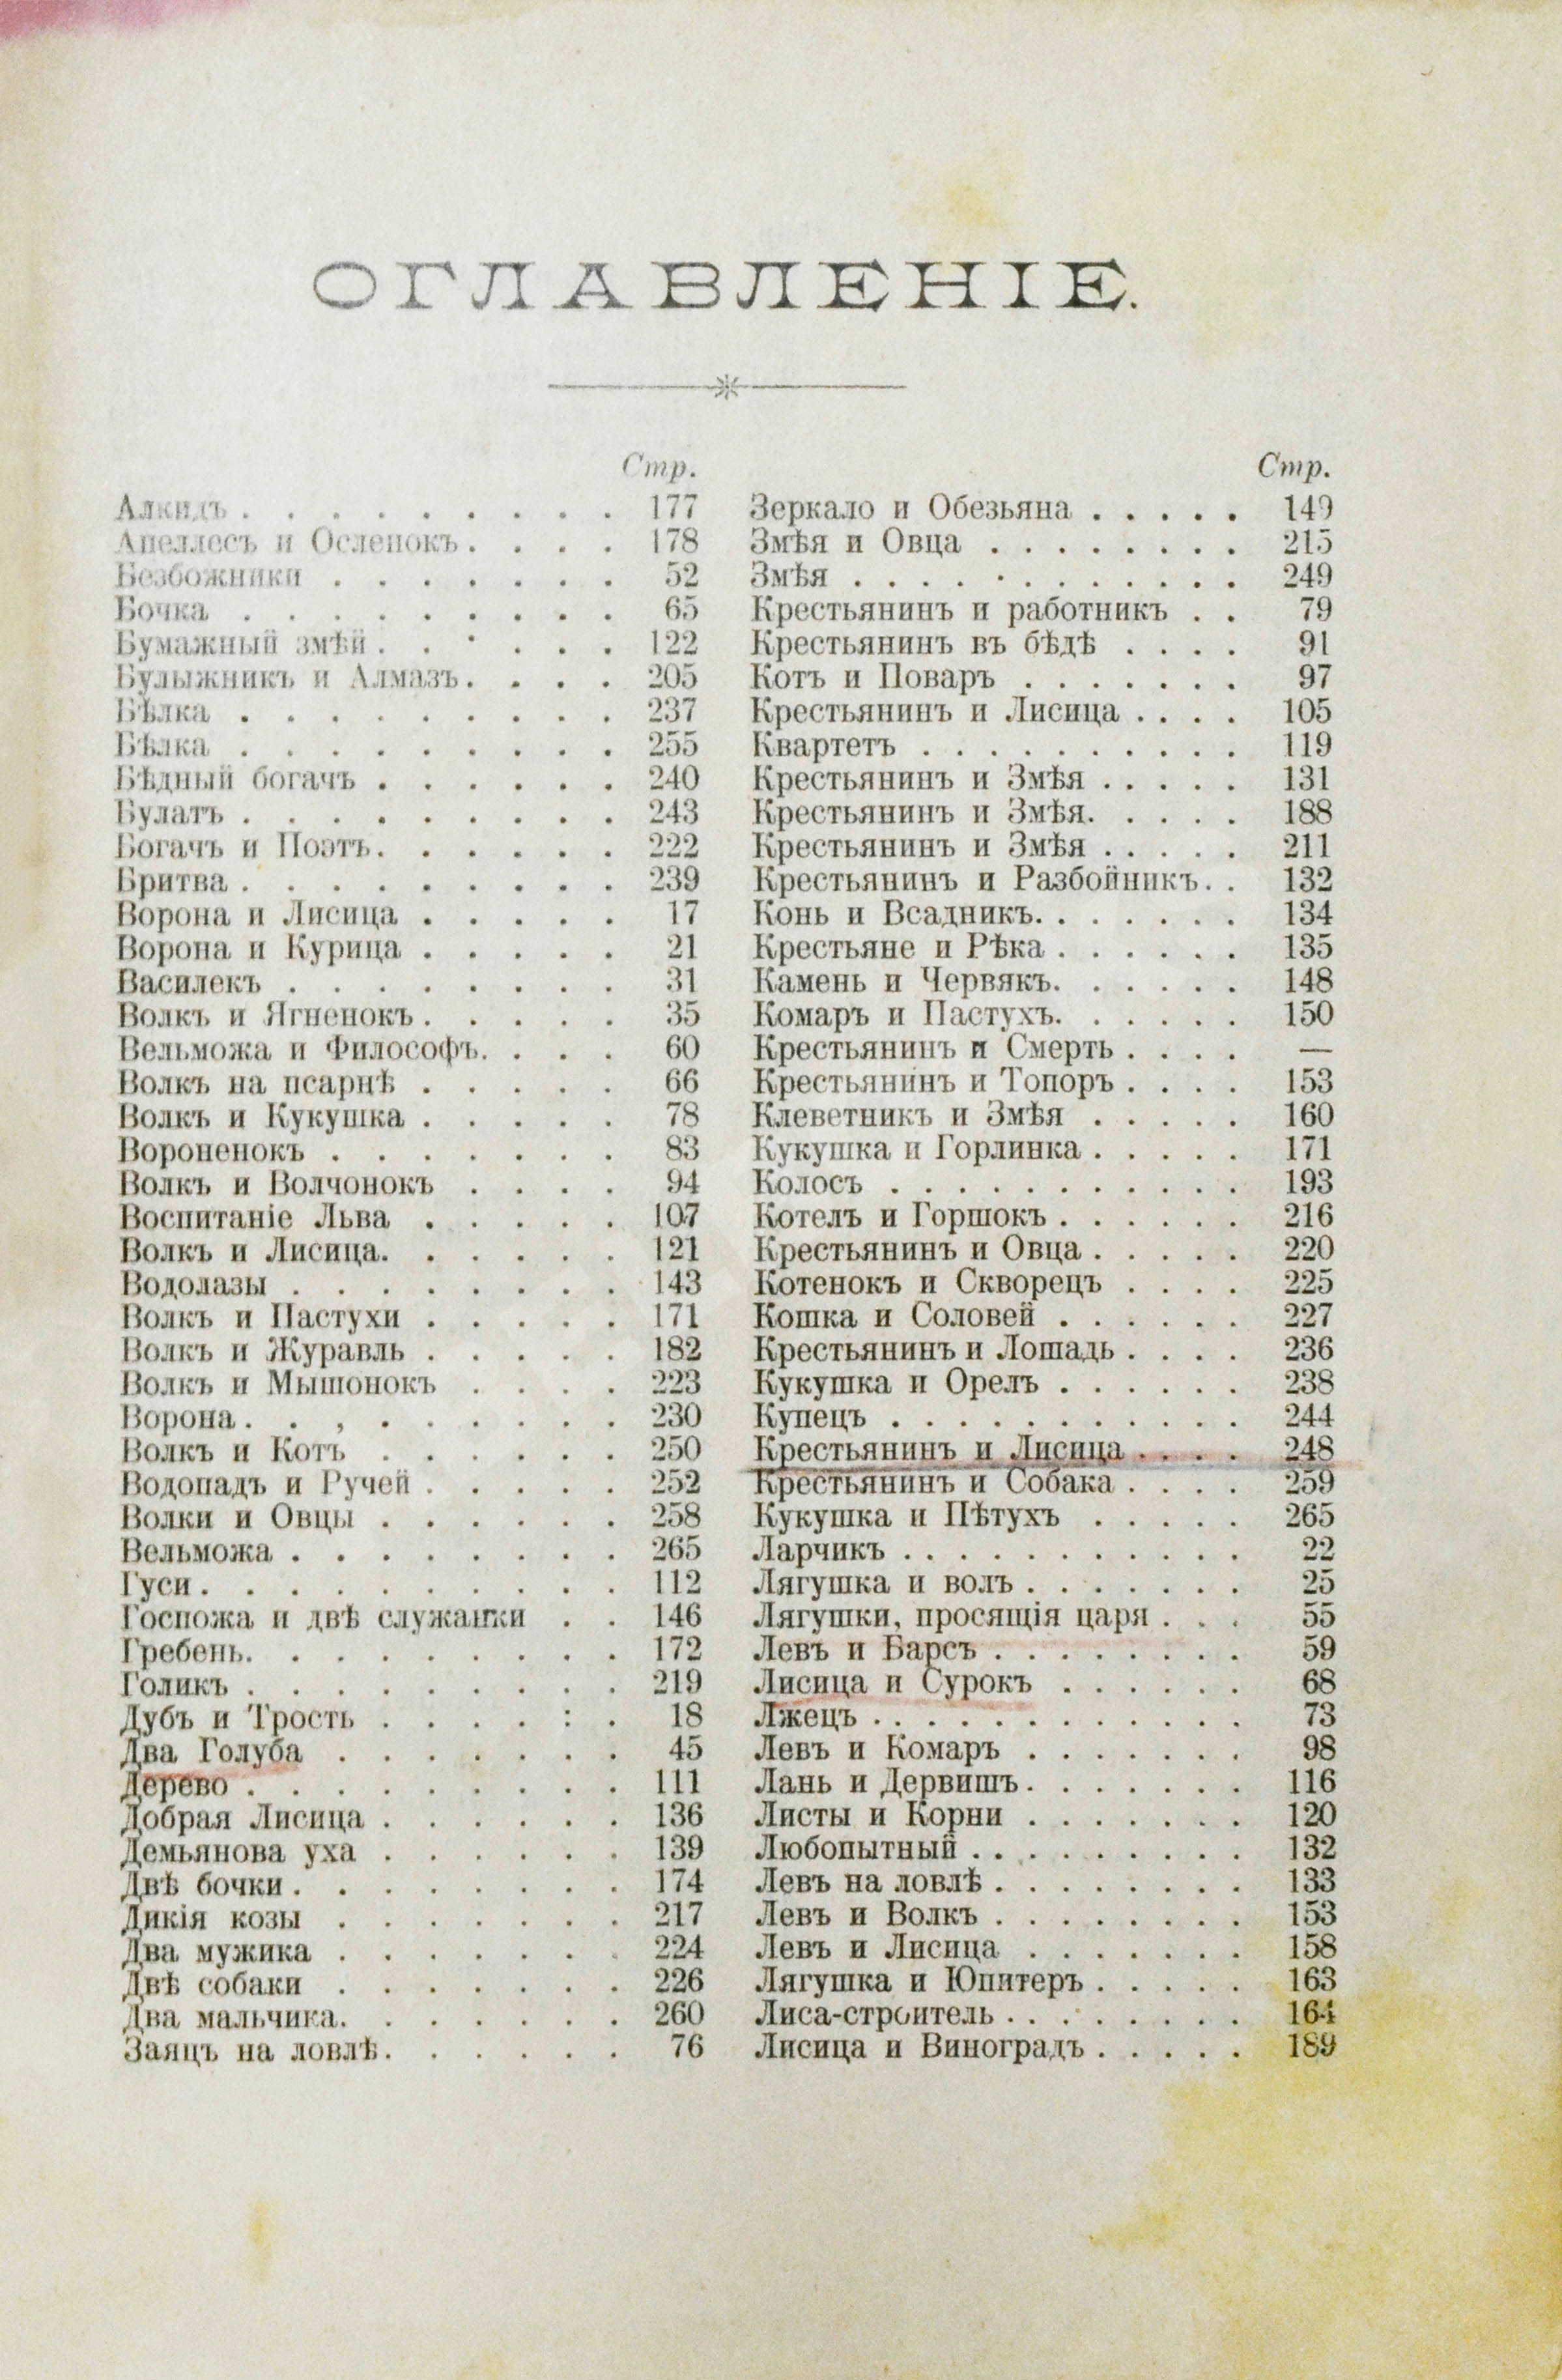 ОГЛАВЛЕНІЕ.
Стр.
Алкидъ . . . . . . . . . 177
Апеллесъ и Осленокъ. . . . 178
Безбожники . . . . . . . 52
Бочка . . . . . . . . . 65
Бумажный змѣй. . . . . . 122
Булыжникъ и Алмазъ. . . . 205
Бѣлка . . . . . . . . . 237
Бѣлка . . . . . . . . . 255
Бѣдный богачъ . . . . . . 240
Булатъ . . . . . . . . . 243
Богачъ и Поэтъ. . . . . . 222
Бритва . . . . . . . . . 239
Ворона и Лисица . . . . . 17
Ворона и Курица . . . . . 21
Василекъ . . . . . . . . 31
Волкъ и Ягненокъ. . . . . 35
Вельможа и Философъ. . . . 60
Волкъ на псарнѣ . . . . . 66
Волкъ и Кукушка . . . . . 78
Вороненокъ . . . . . . . 83
Волкъ и Волчонокъ . . . . 94
Воспитаніе Льва . . . . . 107
Волкъ и Лисица. . . . . . 121
Водолазы . . . . . . . . 143
Волкъ и Пастухи . . . . . 171
Волкъ и Журавль . . . . . 182
Волкъ и Мышонокъ . . . . 223
Ворона. . , . . . . . . 230
Волкъ и Котъ . . . . . . 250
Водопадъ и Ручей . . . . . 252
Волки и Овцы . . . . . . 258
Вельможа . . . . . . . . 265
Гуси. . . . . . . . . . 112
Госпожа и двѣ служанки . . 146
Гребень. . . . . . . . . 172
Голикъ . . . . . . . . . 219
Дубъ и Трость . . . . : . 18
Два Голуба . . . . . . . 45
Дерево . . . . . . . . . 111
Добрая Лисица . . . . . . 136
Демьянова уха . . . . . . 139
Двѣ бочки. . . . . . . . 174
Дикія козы . . . . . . . 217
Два мужика . . . . . . . 224
Двѣ собаки . . . . . . . 226
Два мальчика. . . . . . . 260
Заяцъ на ловлѣ. . . . . . 76
Стр.
Зеркало и Обезьяна . . . . . 149
Змѣя и Овца . . . . . . . . 215
Змѣя . . . . . . . . . . . . 249
Крестьянинъ и работникъ . . 79
Крестьянинъ въ бѣдѣ . . . . 91
Котъ и Поваръ . . . . . . . 97
Крестьянинъ и Лисица . . . . 105
Квартетъ . . . . . . . . . . 119
Крестьянинъ и Змѣя . . . . . 131
Крестьянинъ и Змѣя. . . . . 188
Крестьянинъ и Змѣя . . . . . 211
Крестьянинъ и Разбойникъ. . 132
Конь и Всадникъ. . . . . . . 134
Крестьяне и Рѣка . . . . . . 135
Камень и Червякъ. . . . . . 148
Комаръ и Пастухъ. . . . . . 150
Крестьянинъ и Смерть . . . . —
Крестьянинъ и Топоръ . . . . 153
Клеветникъ и Змѣя . . . . . 160
Кукушка и Горлинка . . . . . 171
Колосъ . . . . . . . . . . . 193
Котелъ и Горшокъ . . . . . . 216
Крестьянинъ и Овца . . . . . 220
Котенокъ и Скворецъ . . . . 225
Кошка и Соловей . . . . . . 227
Крестьянинъ и Лошадь . . . . 236
Кукушка и Орелъ . . . . . . 238
Купецъ . . . . . . . . . . . 244
Крестьянинъ и Лисица . . . . 248
Крестьянинъ и Собака . . . . 259
Кукушка и Пѣтухъ . . . . . 265
Ларчикъ . . . . . . . . . . . 22
Лягушка и волъ . . . . . . . 25
Лягушки, просящія царя . . . 55
Левъ и Барсъ . . . . . . . . 59
Лисица и Сурокъ . . . . . . 68
Лжецъ . . . . . . . . . . . . 73
Левъ и Комаръ . . . . . . . 98
Лань и Дервишъ. . . . . . . 116
Листы и Корни . . . . . . . 120
Любопытный . . . . . . . . . 132
Левъ на ловлѣ . . . . . . . . 133
Левъ и Волкъ . . . . . . . . 153
Левъ и Лисица . . . . . . . 158
Лягушка и Юпитеръ . . . . . 163
Лиса-строитель . . . . . . . . 164
Лисица и Виноградъ . . . . . 189